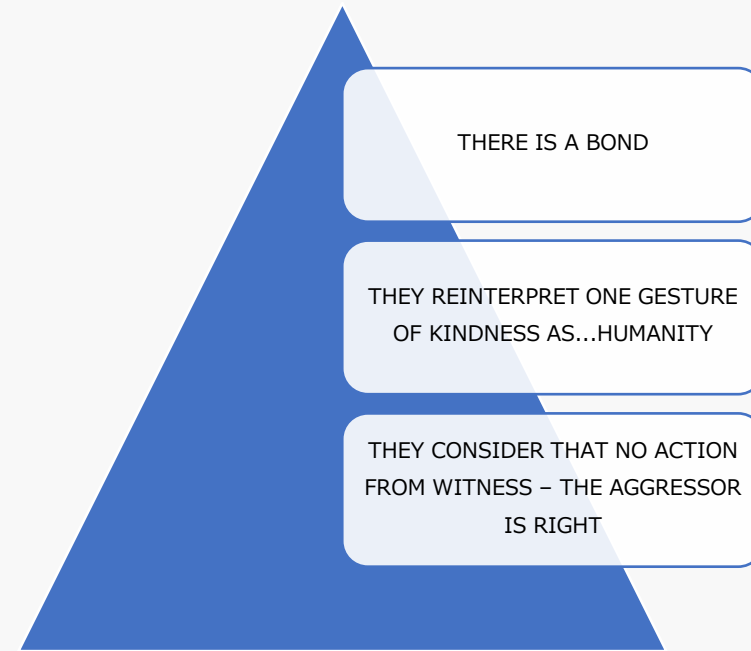 THERE IS A BOND
THEY REINTERPRET ONE GESTURE
OF KINDNESS AS...HUMANITY
THEY CONSIDER THAT NO ACTION
FROM WITNESS – THE AGGRESSOR
IS RIGHT